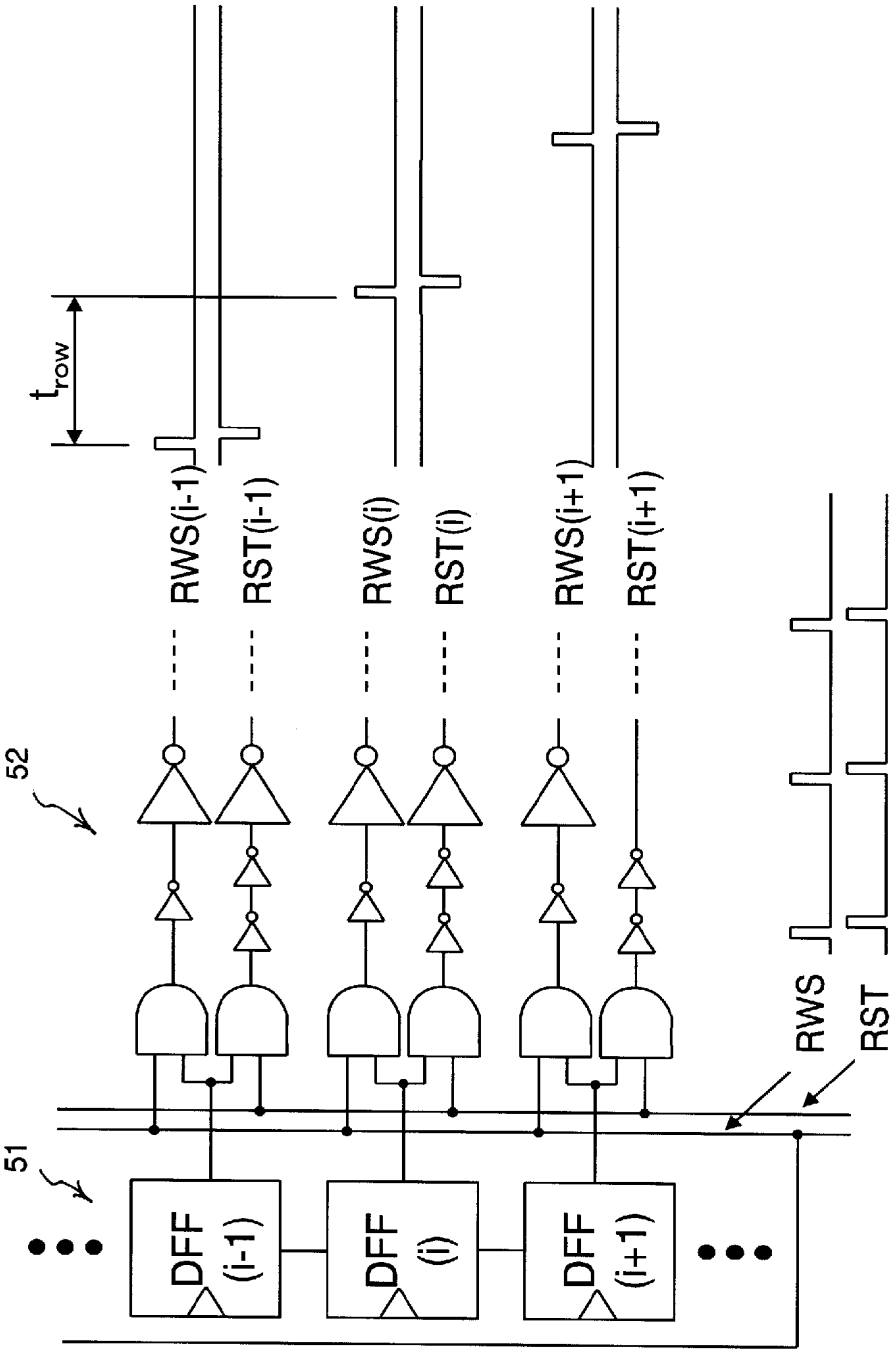 51
52
DFF
(i-1)
DFF
(i)
DFF
(i+1)
RWS(i-1)
RST(i-1)
RWS(i)
RST(i)
RWS(i+1)
RST(i+1)
t_row
RWS
RST